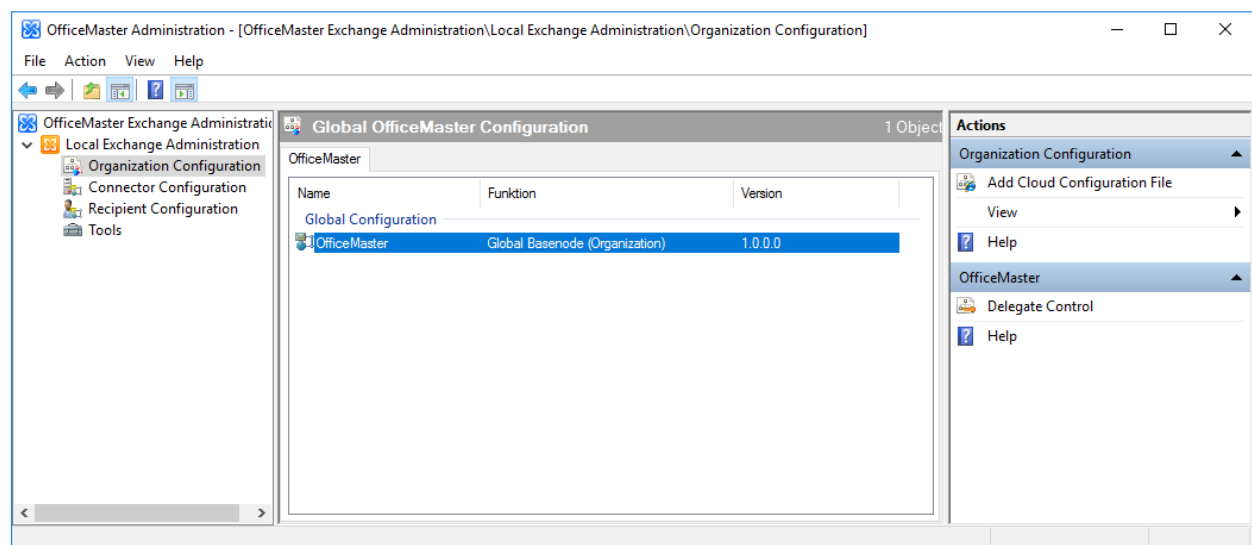 OfficeMaster Administration - [OfficeMaster Exchange Administration\Local Exchange Administration\Organization Configuration]
File Action View Help
OfficeMaster Exchange Administratic
Local Exchange Administration
Organization Configuration
Connector Configuration
Recipient Configuration
Tools
Global OfficeMaster Configuration 1 Object
OfficeMaster
Name Funktion Version
Global Configuration
OfficeMaster Global Basenode (Organization) 1.0.0.0
Actions
Organization Configuration
Add Cloud Configuration File
View
Help
OfficeMaster
Delegate Control
Help